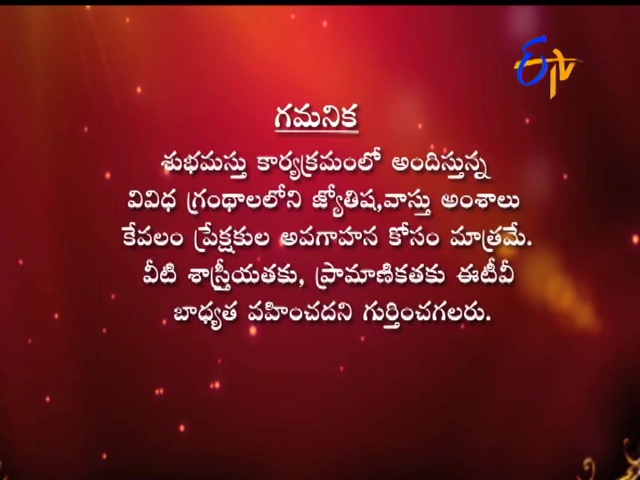 ETV
గమనిక
శుభమస్తు కార్యక్రమంలో అందిస్తున్న
వివిధ గ్రంథాలలోని జ్యోతిష,వాస్తు అంశాలు
కేవలం ప్రేక్షకుల అవగాహన కోసం మాత్రమే.
వీటి శాస్త్రీయతకు, ప్రామాణికతకు ఈటీవీ
బాధ్యత వహించదని గుర్తించగలరు.